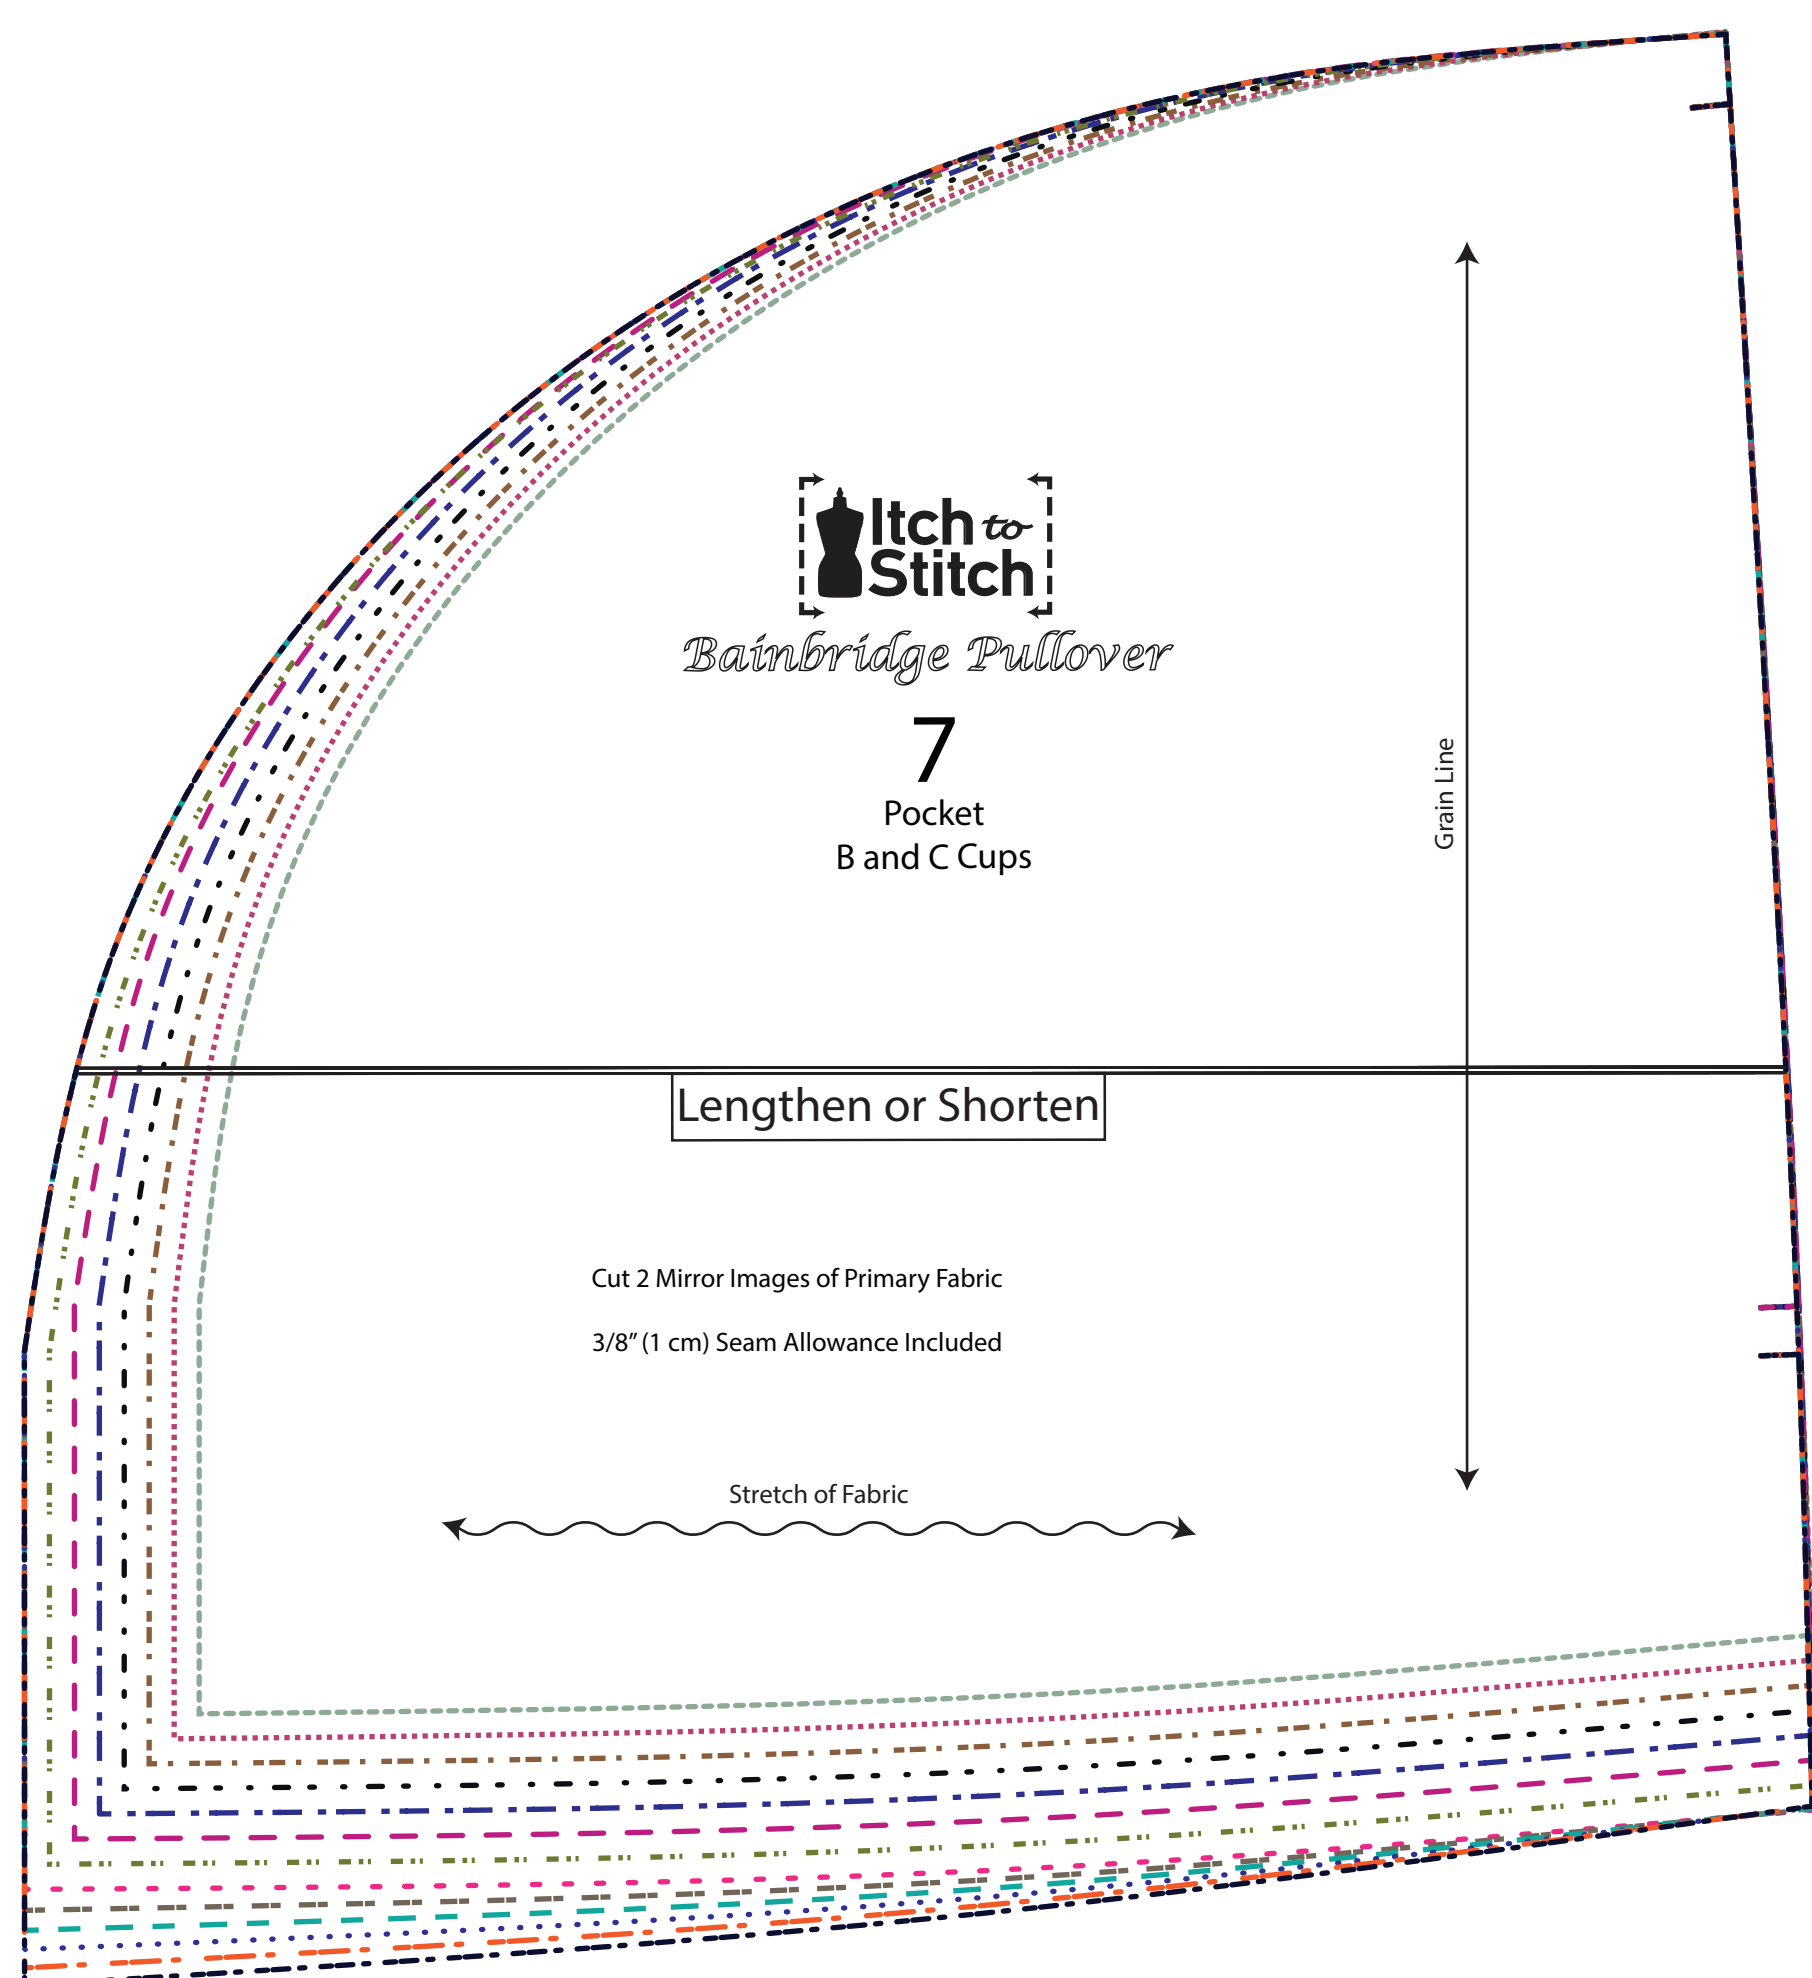 Itch to
Stitch
Bainbridge Pullover
7
Pocket
B and C Cups
Grain Line
Lengthen or Shorten
Cut 2 Mirror Images of Primary Fabric
3/8” (1 cm) Seam Allowance Included
Stretch of Fabric